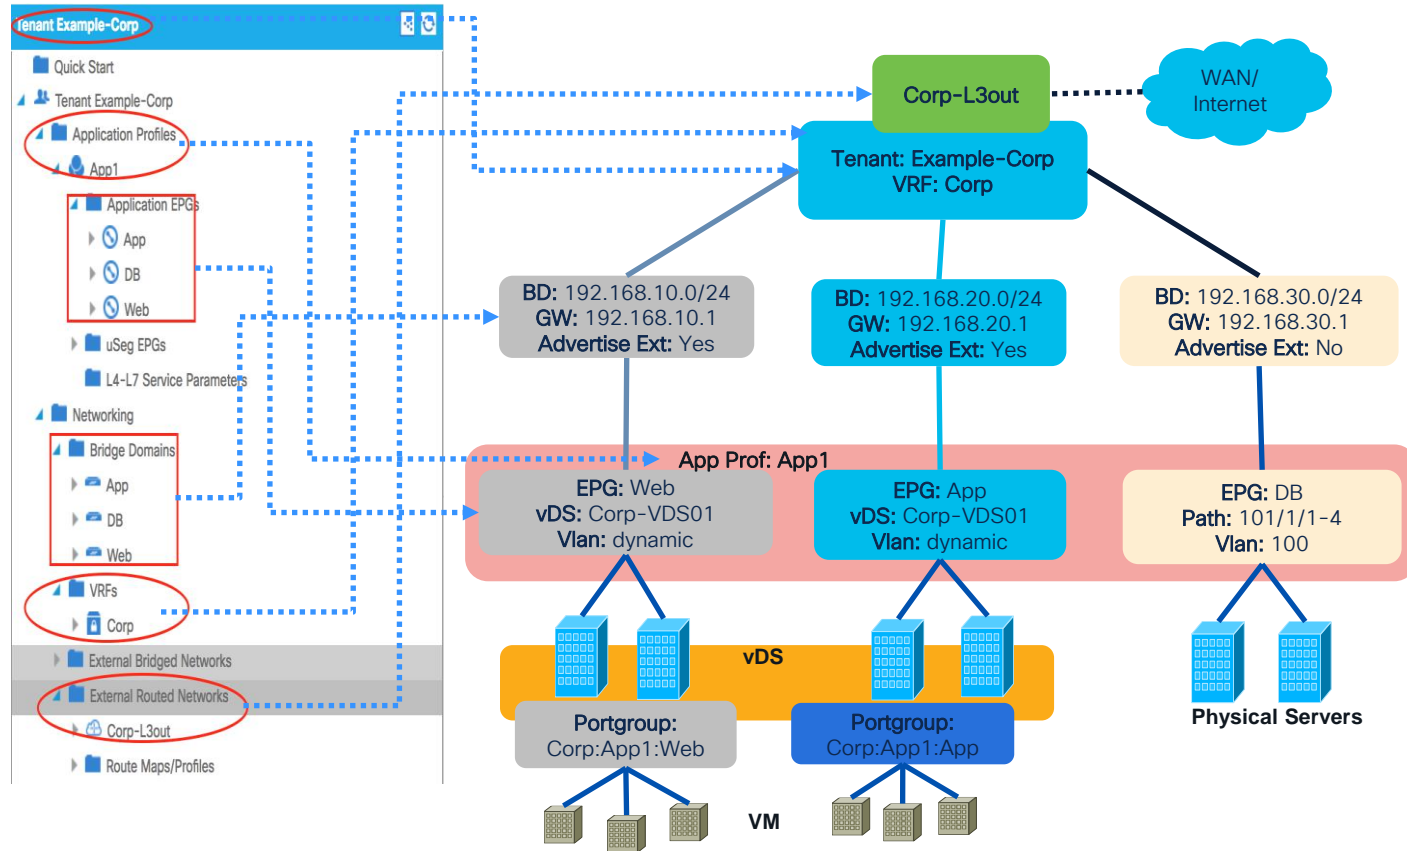 Tenant Example-Corp
Quick Start
Tenant Example-Corp
Application Profiles
App1
Application EPGs
App
DB
Web
uSeg EPGs
L4-L7 Service Parameters
Networking
Bridge Domains
App
DB
Web
VRFs
Corp
External Bridged Networks
External Routed Networks
Corp-L3out
Route Maps/Profiles
Corp-L3out
WAN/
Internet
Tenant: Example-Corp
VRF: Corp
BD: 192.168.10.0/24
GW: 192.168.10.1
Advertise Ext: Yes
BD: 192.168.20.0/24
GW: 192.168.20.1
Advertise Ext: Yes
BD: 192.168.30.0/24
GW: 192.168.30.1
Advertise Ext: No
App Prof: App1
EPG: Web
vDS: Corp-VDS01
Vlan: dynamic
EPG: App
vDS: Corp-VDS01
Vlan: dynamic
EPG: DB
Path: 101/1/1-4
Vlan: 100
vDS
Portgroup:
Corp:App1:Web
Portgroup:
Corp:App1:App
Physical Servers
VM